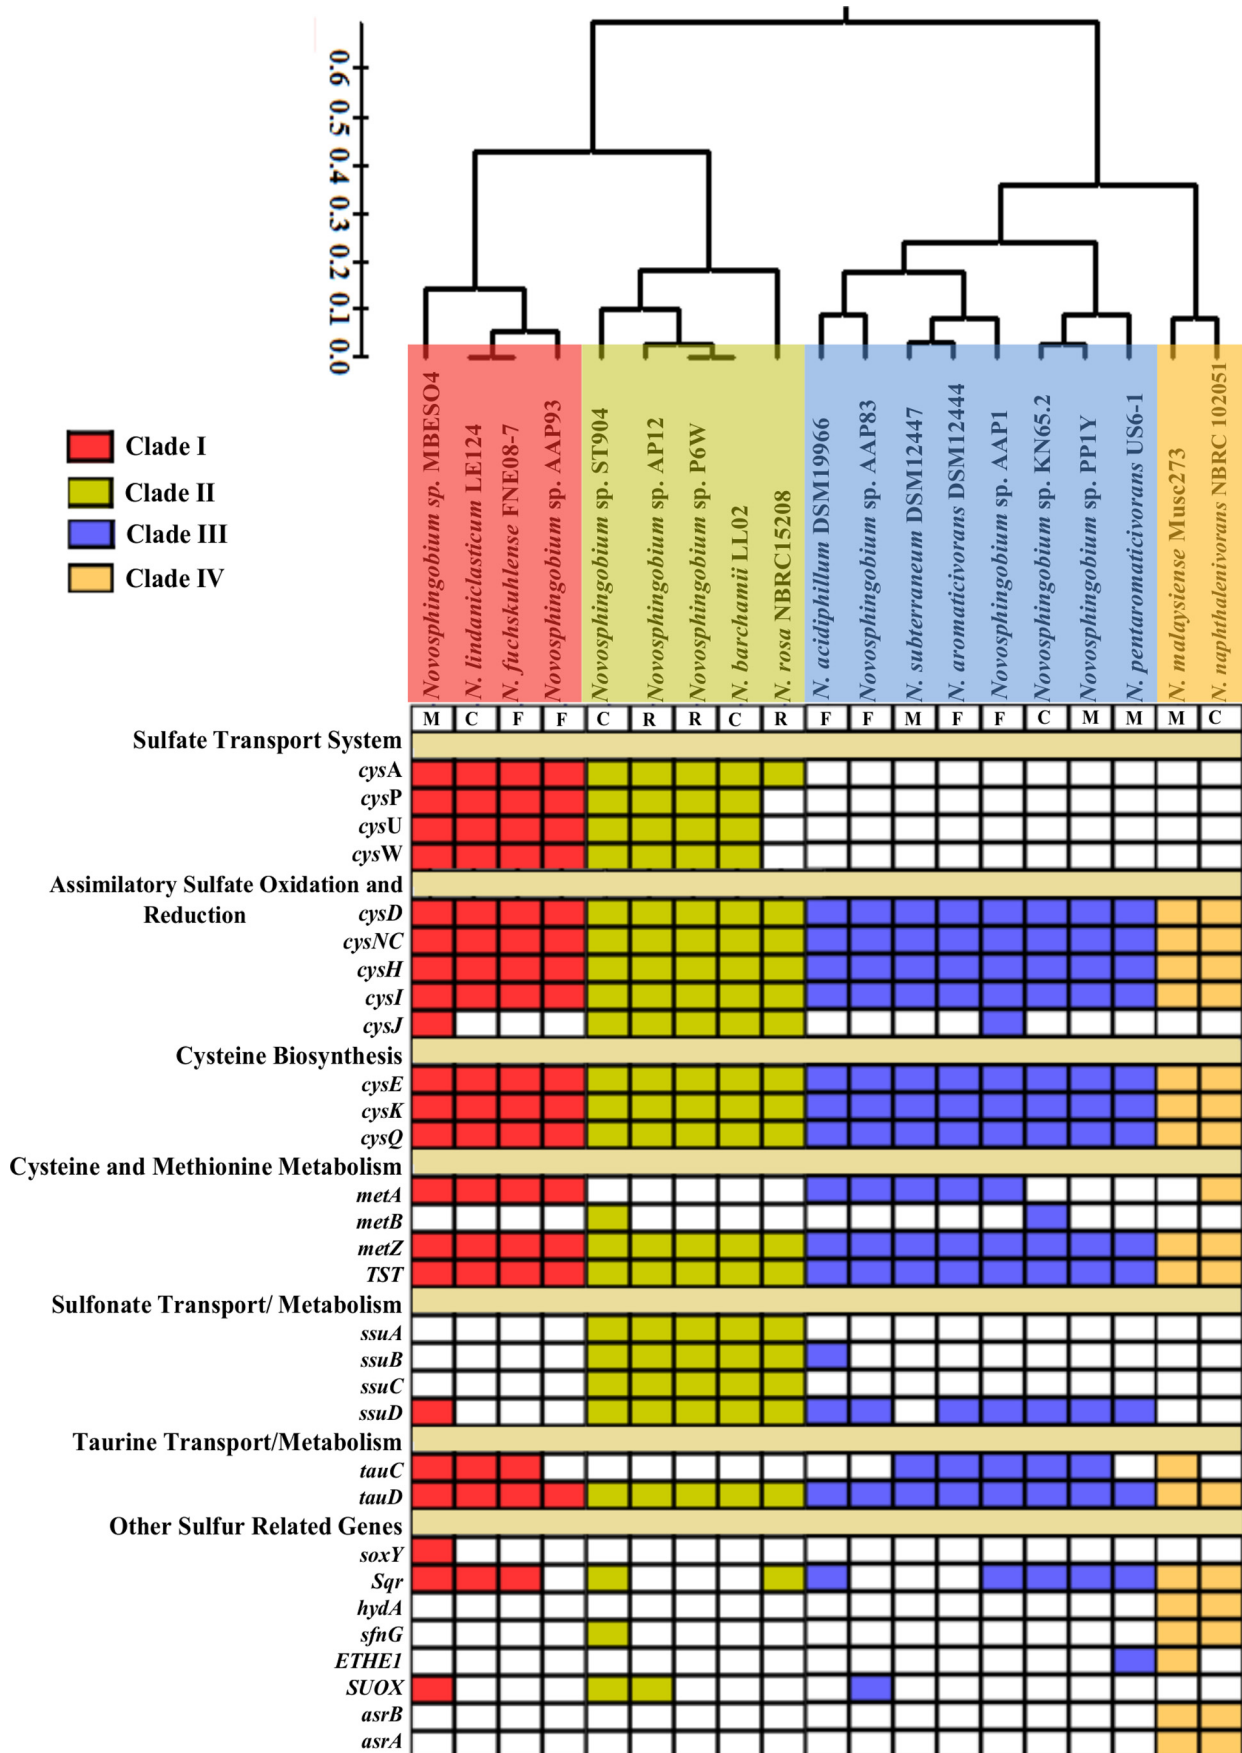 0.6
0.5
0.4
0.3
0.2
0.1
0.0
Clade I
Clade II
Clade III
Clade IV
Novosphingobium sp. MBESO4
N. lindaniclasticum LE124
N. fuchskuhlense FNE08-7
Novosphingobium sp. AAP93
Novosphingobium sp. ST904
Novosphingobium sp. AP12
Novosphingobium sp. P6W
N. barchamii LL02
N. rosa NBRC15208
N. acidiphillum DSM19966
Novosphingobium sp. AAP83
N. subterraneum DSM12447
N. aromaticivorans DSM12444
Novosphingobium sp. AAP1
Novosphingobium sp. KN65.2
Novosphingobium sp. PP1Y
N. pentaromaticivorans US6-1
N. malaysiense Musc273
N. naphthalenivorans NBRC 102051
M C F F C R R C R F F M F F C M M M C
Sulfate Transport System
cysA
cysP
cysU
cysW
Assimilatory Sulfate Oxidation and
Reduction
cysD
cysNC
cysH
cysI
cysJ
Cysteine Biosynthesis
cysE
cysK
cysQ
Cysteine and Methionine Metabolism
metA
metB
metZ
TST
Sulfonate Transport/ Metabolism
ssuA
ssuB
ssuC
ssuD
Taurine Transport/Metabolism
tauC
tauD
Other Sulfur Related Genes
soxY
Sqr
hydA
sfnG
ETHE1
SUOX
asrB
asrA